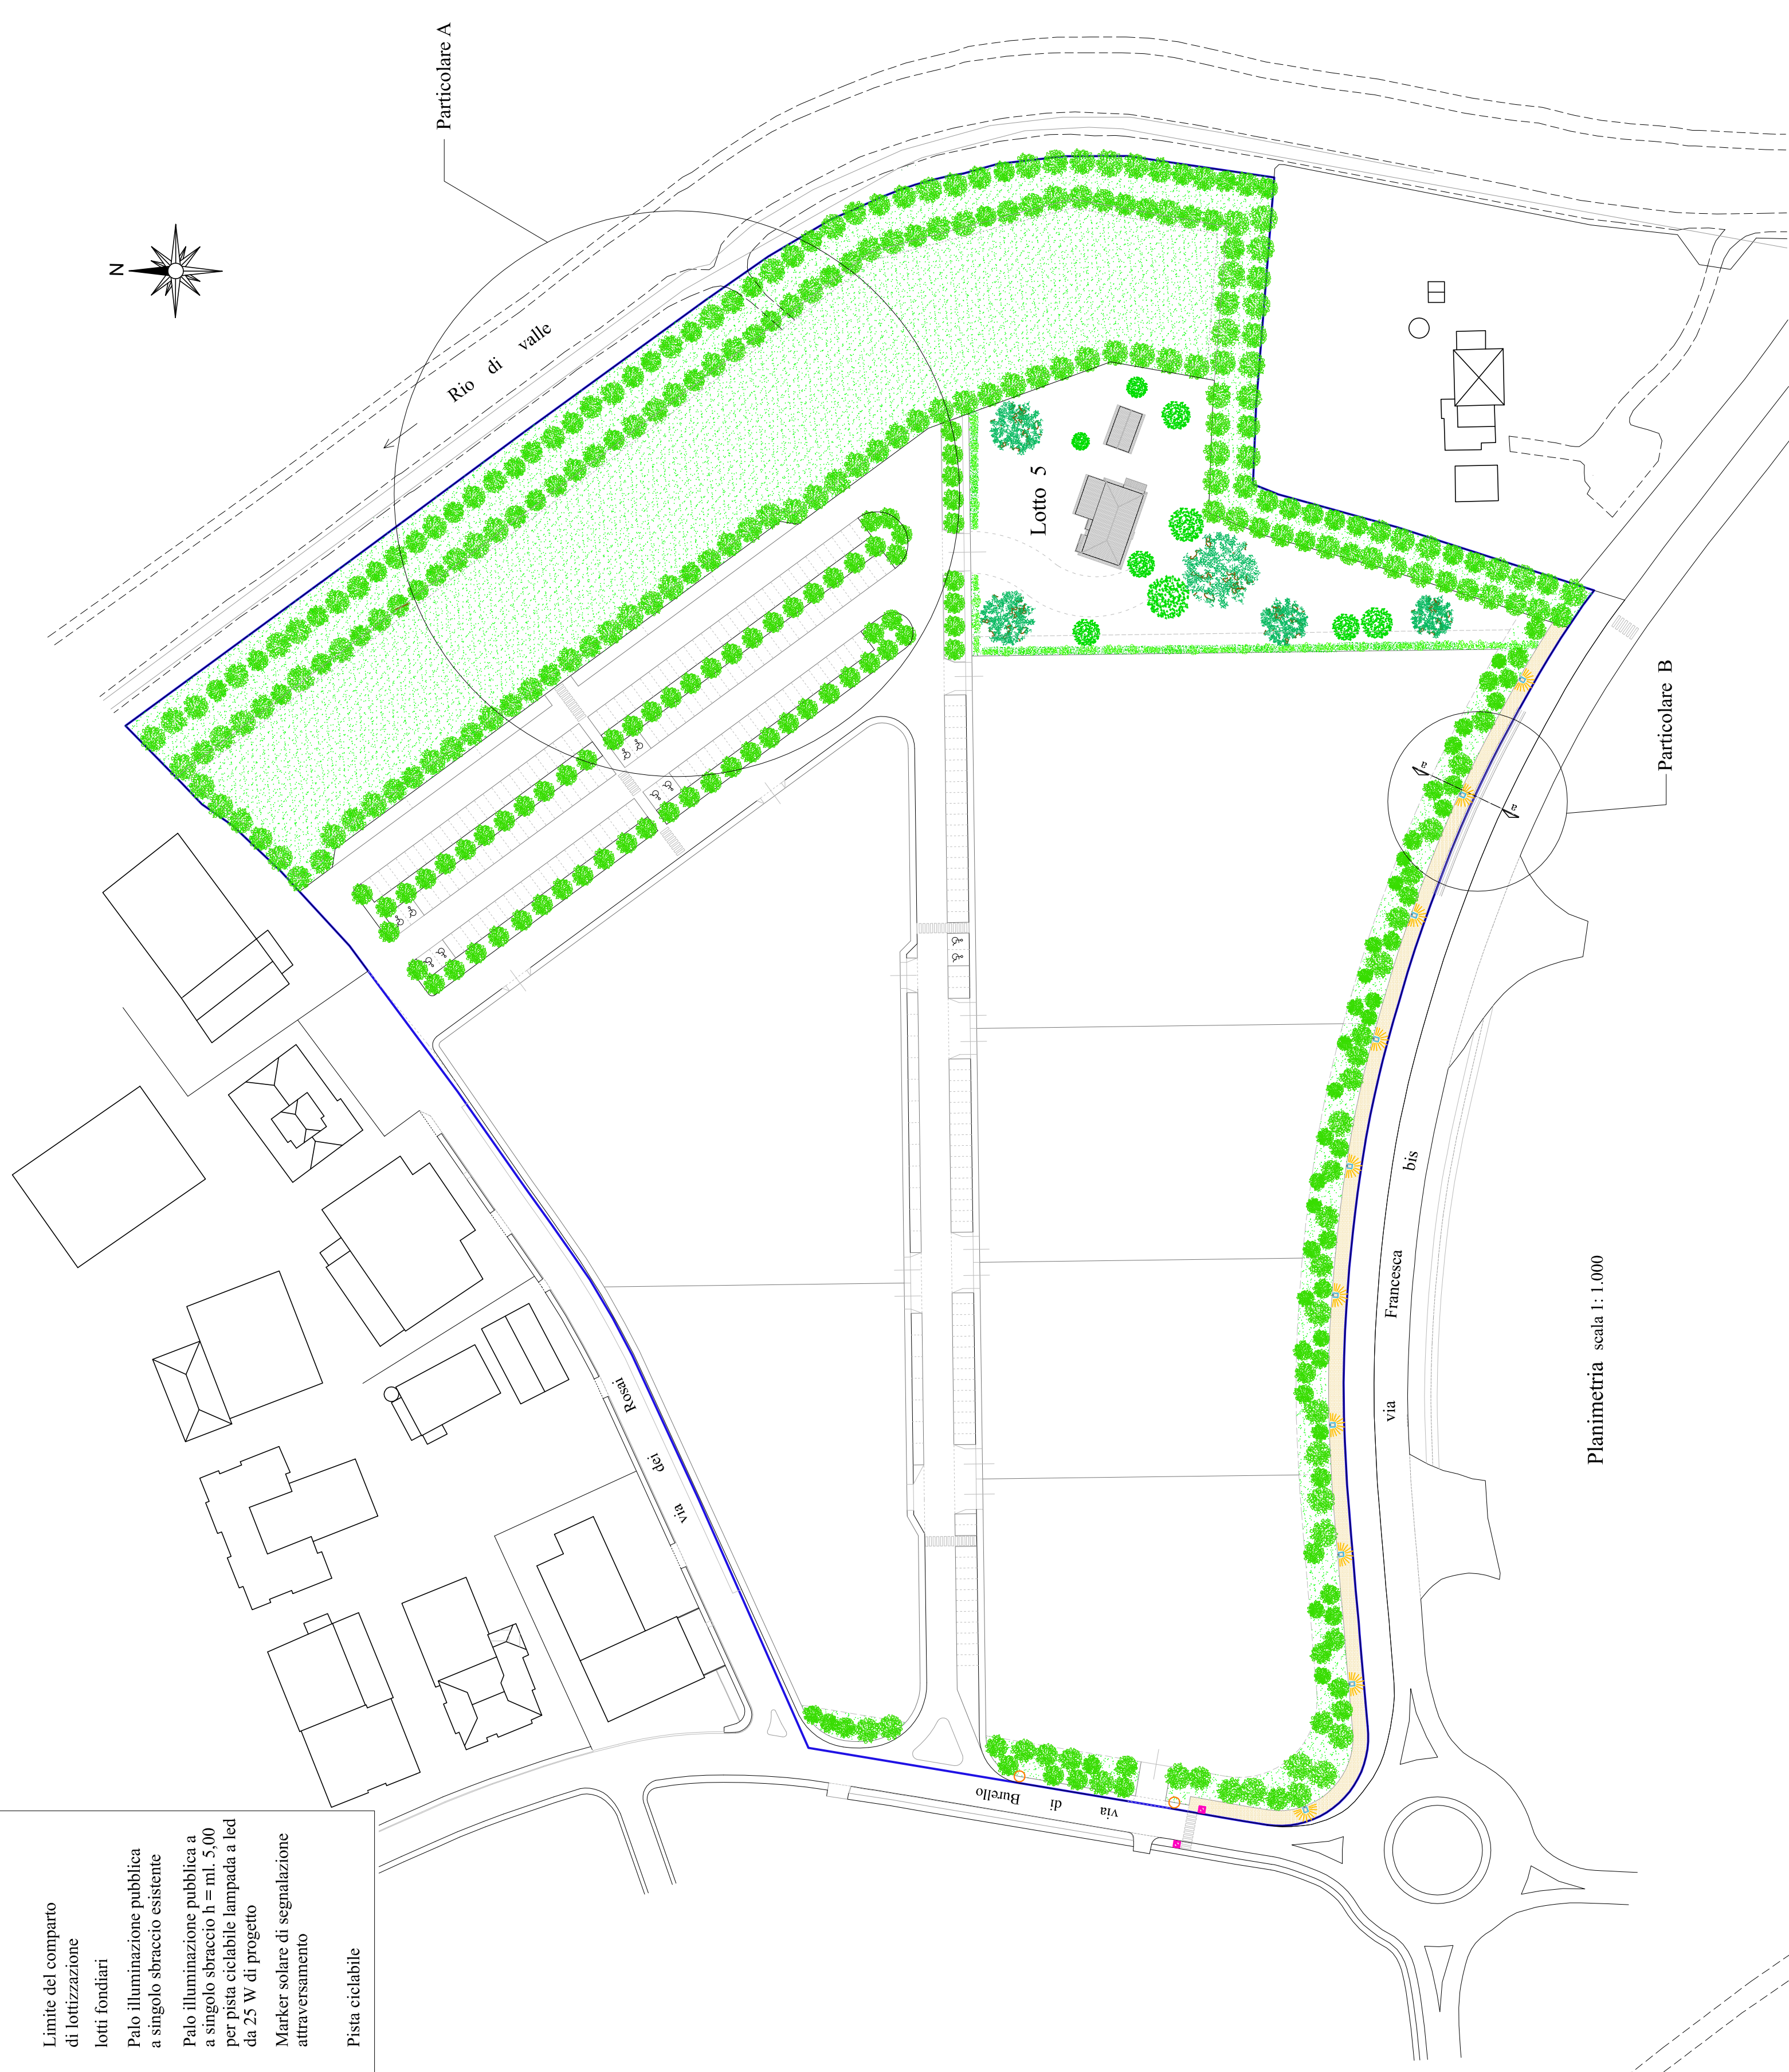 N
Particolare A
Rio di valle
Lotto 5
Particolare B
B
B
via Francesca bis
via dei Rosai
via di Burello
Planimetria scala 1: 1.000
Limite del comparto
di lottizzazione
lotti fondiari
Palo illuminazione pubblica
a singolo sbraccio esistente
Palo illuminazione pubblica a
a singolo sbraccio h = ml. 5,00
per pista ciclabile lampada a led
da 25 W di progetto
Marker solare di segnalazione
attraversamento
Pista ciclabile